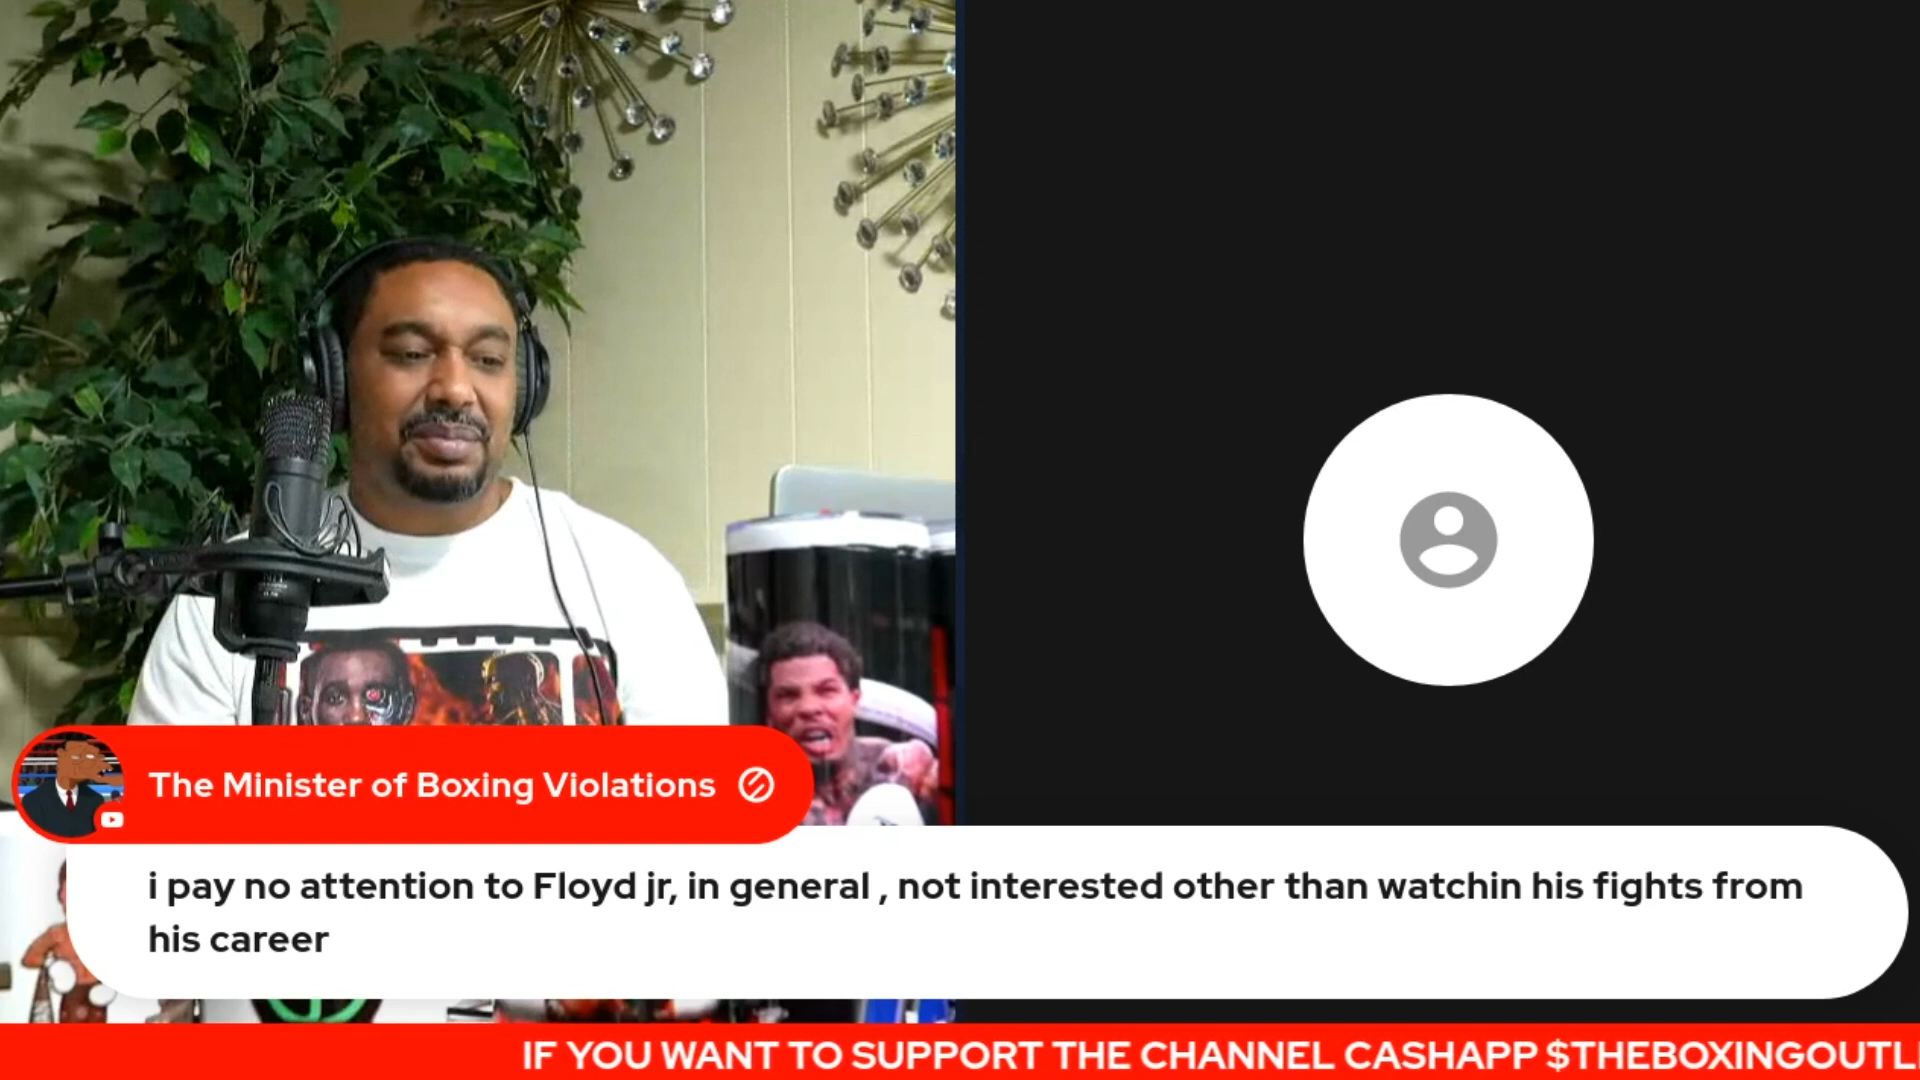 The Minister of Boxing Violations
i pay no attention to Floyd jr, in general , not interested other than watchin his fights from
his career
IF YOU WANT TO SUPPORT THE CHANNEL CASHAPP $THEBOXINGOUTL